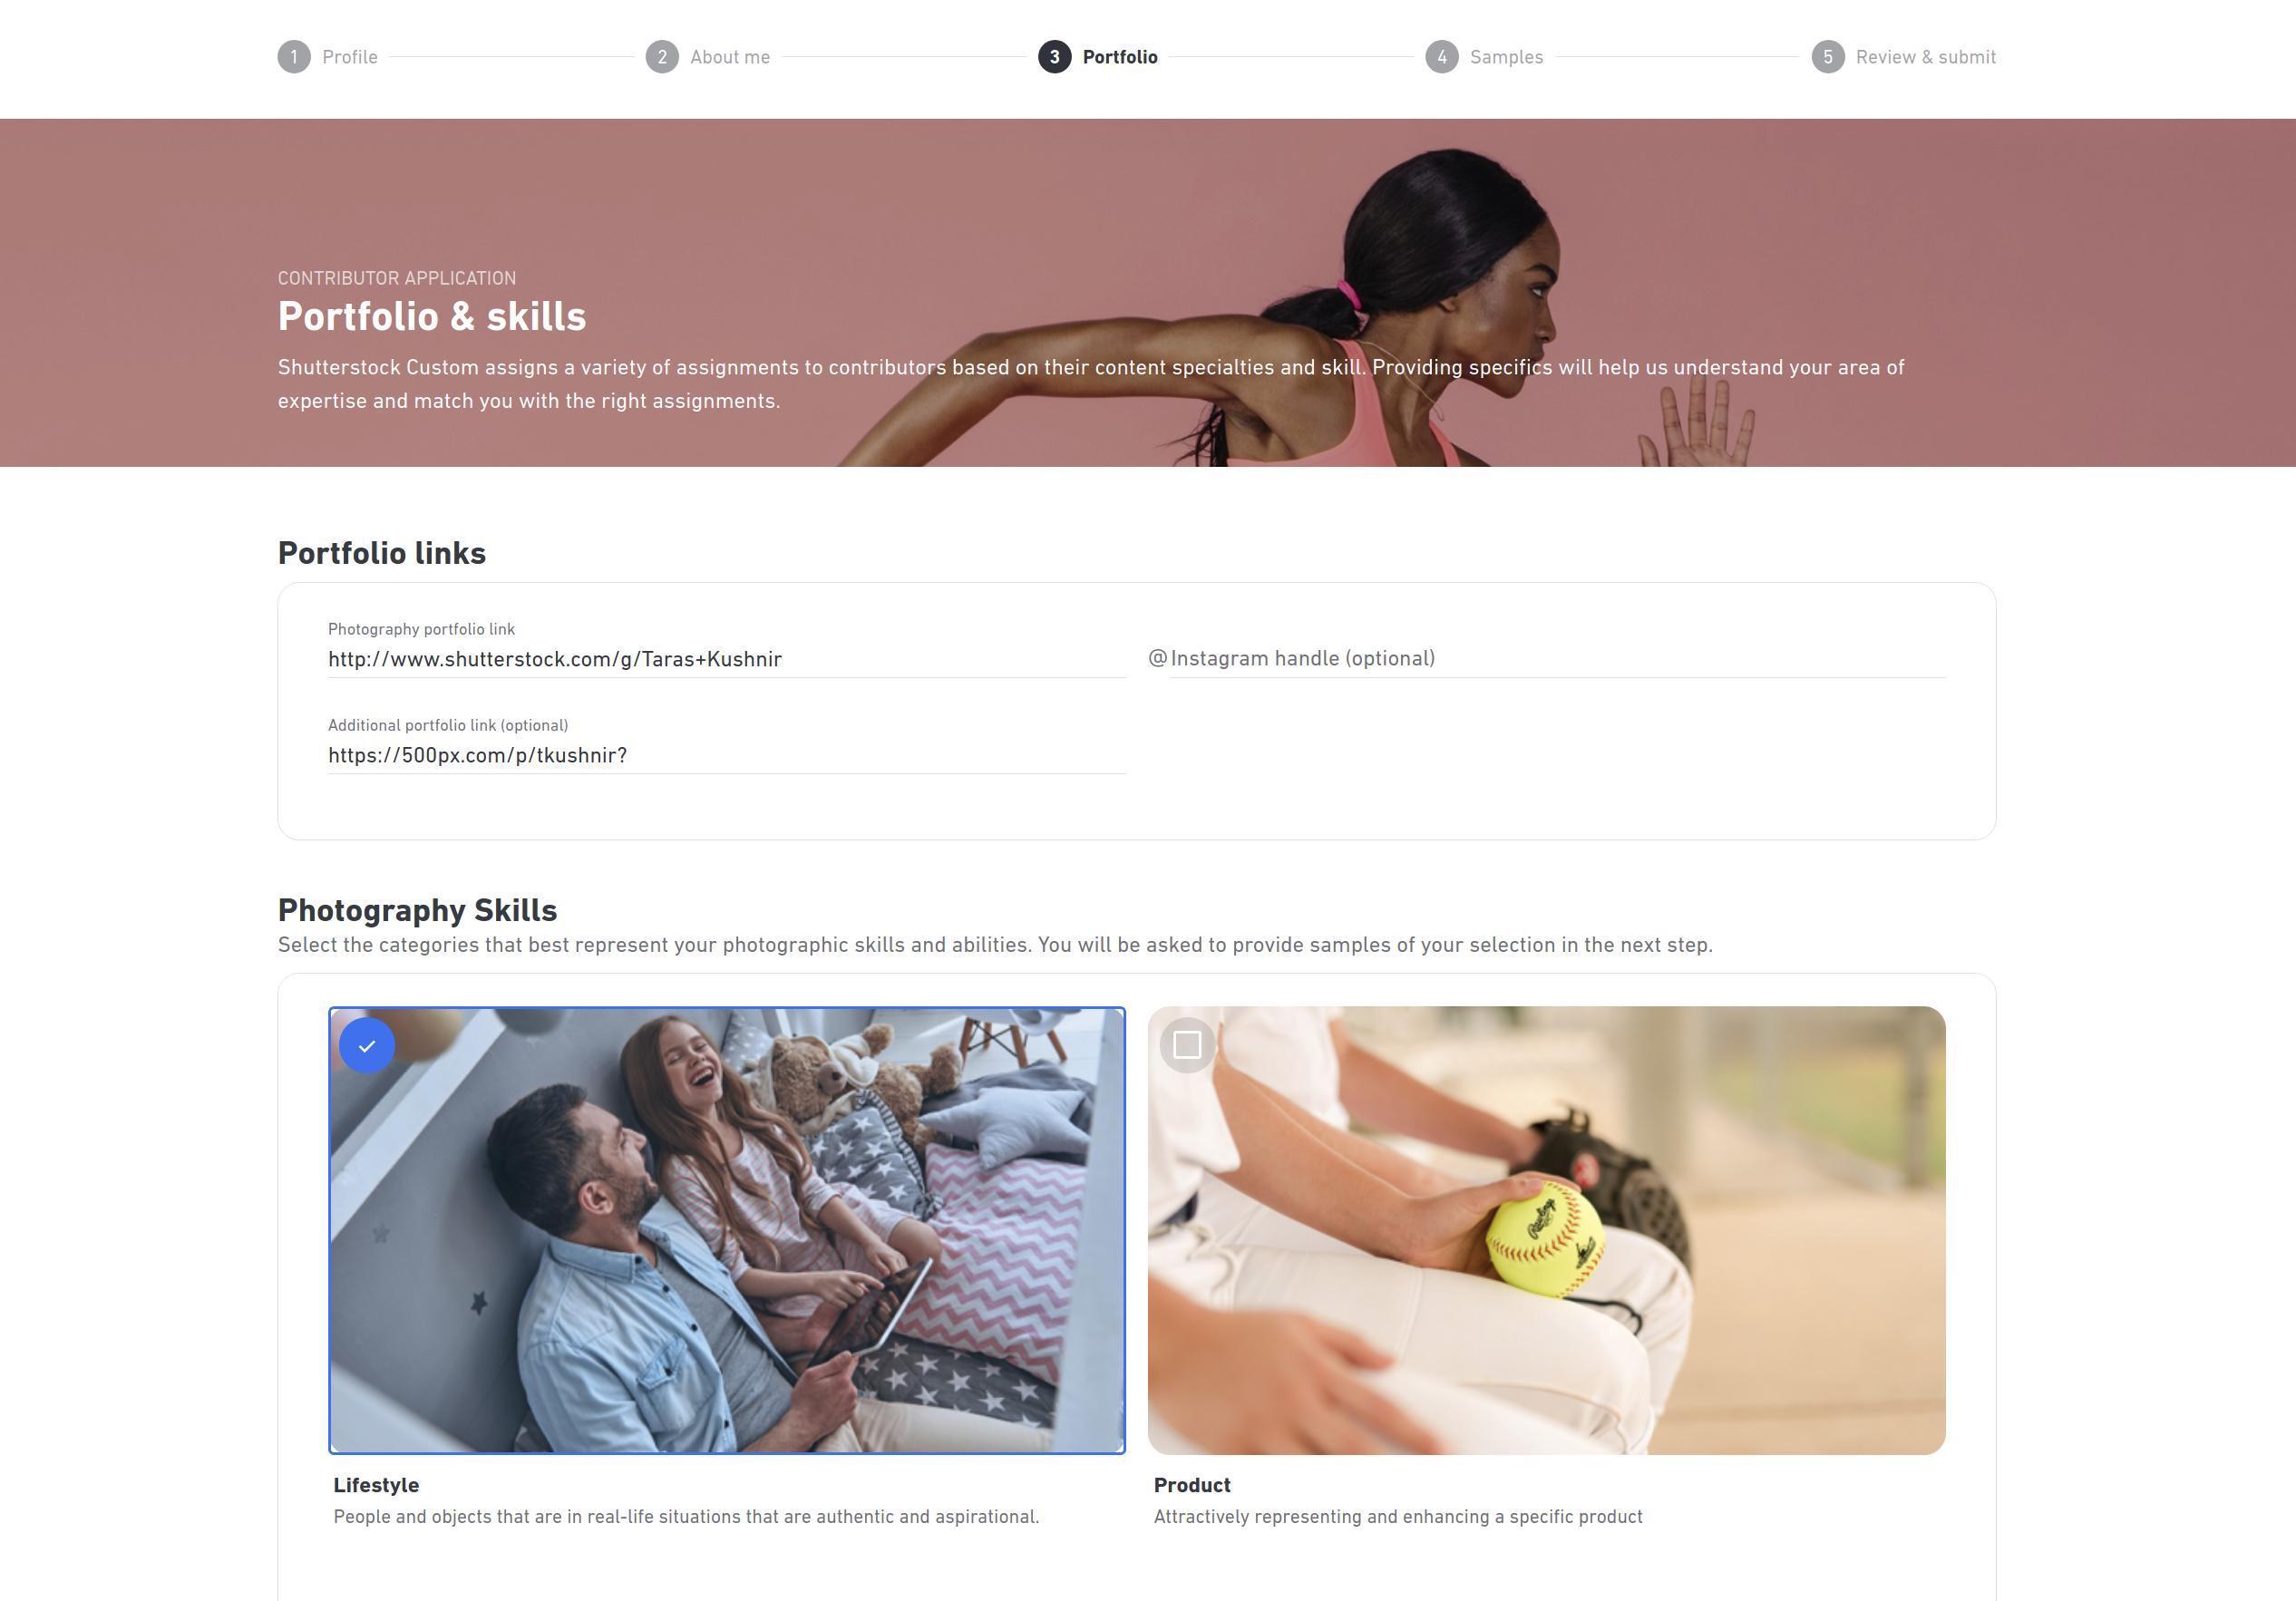 1 Profile 2 About me 3 Portfolio 4 Samples 5 Review & submit
CONTRIBUTOR APPLICATION
Portfolio & skills
Shutterstock Custom assigns a variety of assignments to contributors based on their content specialties and skill. Providing specifics will help us understand your area of
expertise and match you with the right assignments.
Portfolio links
Photography portfolio link
http://www.shutterstock.com/g/Taras+Kushnir
@Instagram handle (optional)
Additional portfolio link (optional)
https://500px.com/p/tkushnir?
Photography Skills
Select the categories that best represent your photographic skills and abilities. You will be asked to provide samples of your selection in the next step.
Rawlings
Lifestyle
People and objects that are in real-life situations that are authentic and aspirational.
Product
Attractively representing and enhancing a specific product